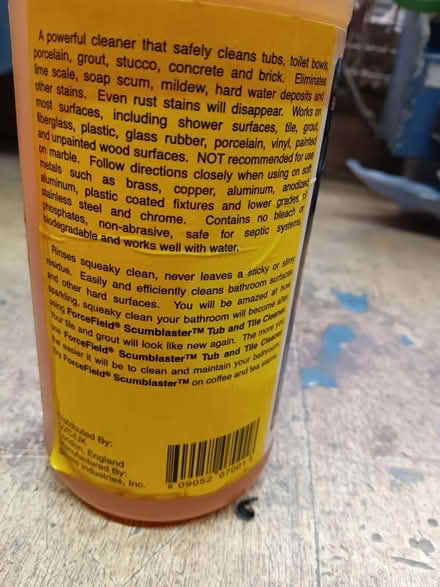 A powerful cleaner that safely cleans tubs, toilet bowls,
porcelain, grout, stucco, concrete and brick. Eliminates
lime scale, soap scum, mildew, hard water deposits and
other stains. Even rust stains will disappear. Works on
most surfaces, including shower surfaces, tile, grout,
fiberglass, plastic, glass rubber, porcelain, vinyl, painted
and unpainted wood surfaces. NOT recommended for use
on marble. Follow directions closely when using on soft
metals such as brass, copper, aluminum, anodized
aluminum, plastic coated fixtures and lower grades of
stainless steel and chrome. Contains no bleach or
phosphates, non-abrasive, safe for septic systems,
biodegradable and works well with water.
Rinses squeaky clean, never leaves a sticky or slimy
residue. Easily and efficiently cleans bathroom surfaces
and other hard surfaces. You will be amazed at how
sparkling, squeaky clean your bathroom will become after
using ForceField® Scumblaster™ Tub and Tile Cleaner.
Your tile and grout will look like new again. The more you
use ForceField® Scumblaster™ Tub and Tile Cleaner,
the easier it will be to clean and maintain your bathroom.
Try ForceField® Scumblaster™ on coffee and tea stains.
Distributed By:
London, England
Manufactured By:
Industries, Inc.